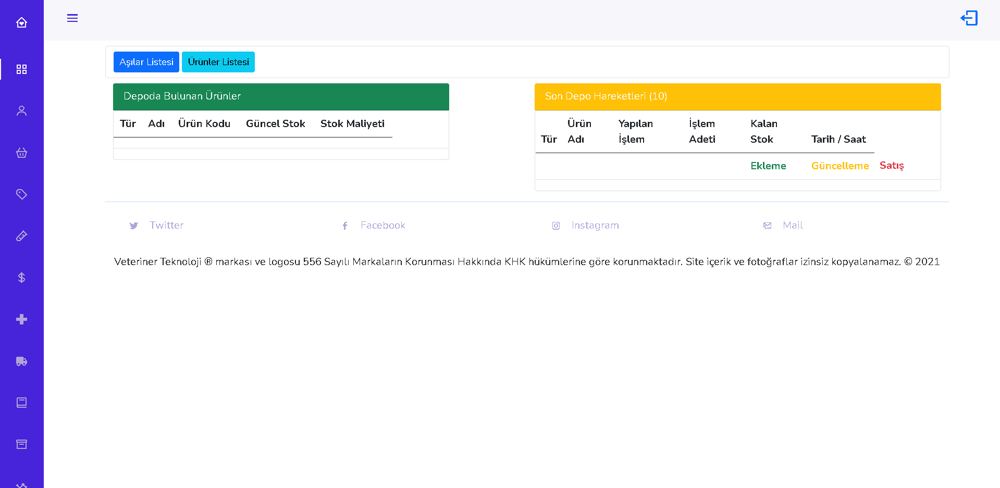 Aşılar Listesi Ürünler Listesi
Depoda Bulunan Ürünler
Tür Adı Ürün Kodu Güncel Stok Stok Maliyeti
Son Depo Hareketleri (10)
Tür Ürün Adı Yapılan İşlem İşlem Adeti Kalan Stok Tarih / Saat
Ekleme Güncelleme Satış
Twitter Facebook Instagram Mail
Veteriner Teknoloji ® markası ve logosu 556 Sayılı Markaların Korunması Hakkında KHK hükümlerine göre korunmaktadır. Site içerik ve fotoğraflar izinsiz kopyalanamaz. © 2021